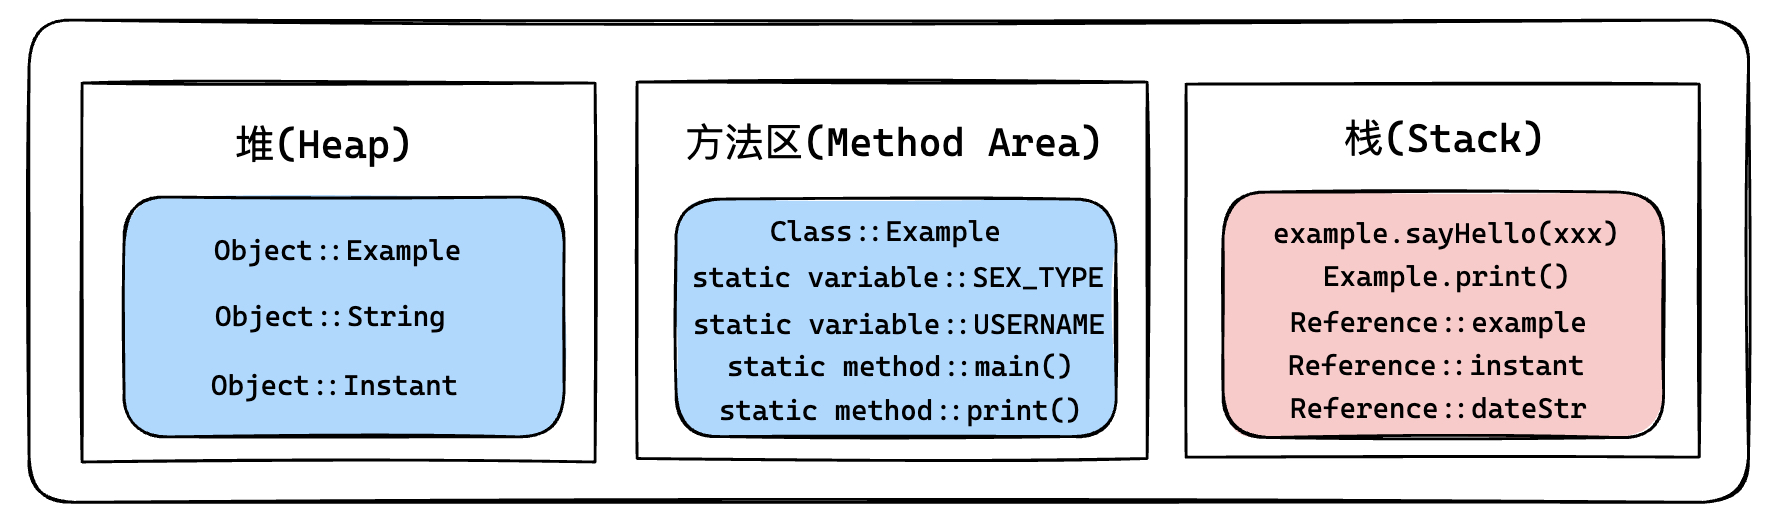 堆(Heap)
Object::Example
Object::String
Object::Instant
方法区(Method Area)
Class::Example
static variable::SEX_TYPE
static variable::USERNAME
static method::main()
static method::print()
栈(Stack)
example.sayHello(xxx)
Example.print()
Reference::example
Reference::instant
Reference::dateStr